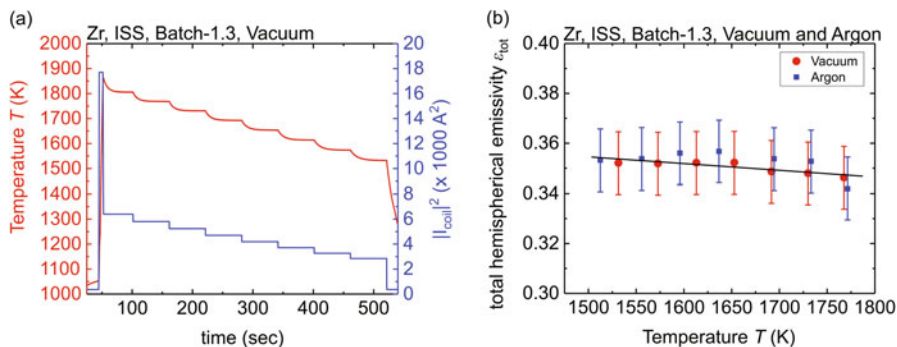 (a)
Zr, ISS, Batch-1.3, Vacuum
2000
1900
1800
1700
1600
1500
1400
1300
1200
1100
1000
Temperature T (K)
20
18
16
14
12
10
8
6
4
2
0
|I_coil|^2 (x 1000 A^2)
100 200 300 400 500
time (sec)
(b)
Zr, ISS, Batch-1.3, Vacuum and Argon
0.40
0.38
0.36
0.34
0.32
0.30
total hemispherical emissivity ε_tot
Vacuum
Argon
1500 1550 1600 1650 1700 1750 1800
Temperature T (K)